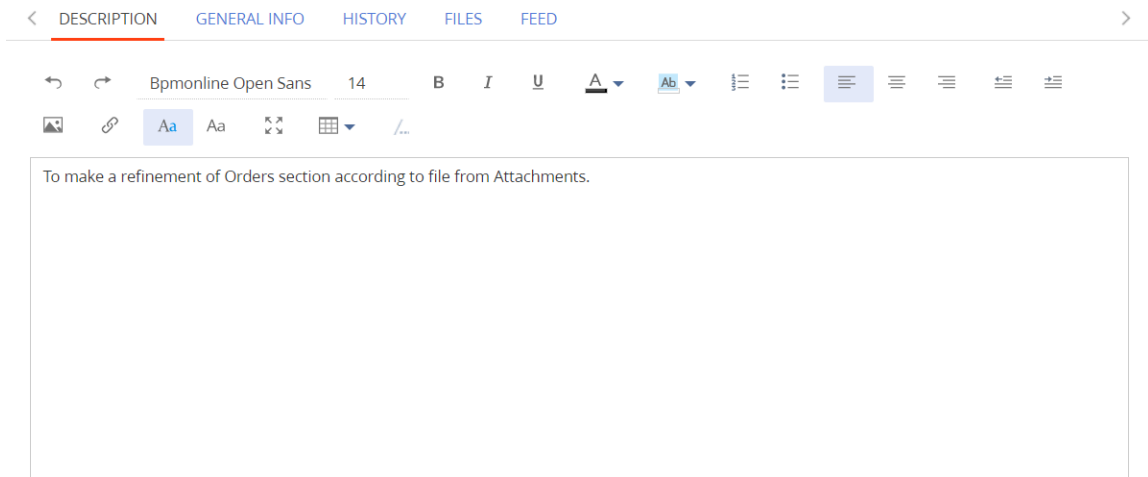 DESCRIPTION GENERAL INFO HISTORY FILES FEED
Bpmonline Open Sans 14 B I U A Ab
Aa Aa
To make a refinement of Orders section according to file from Attachments.